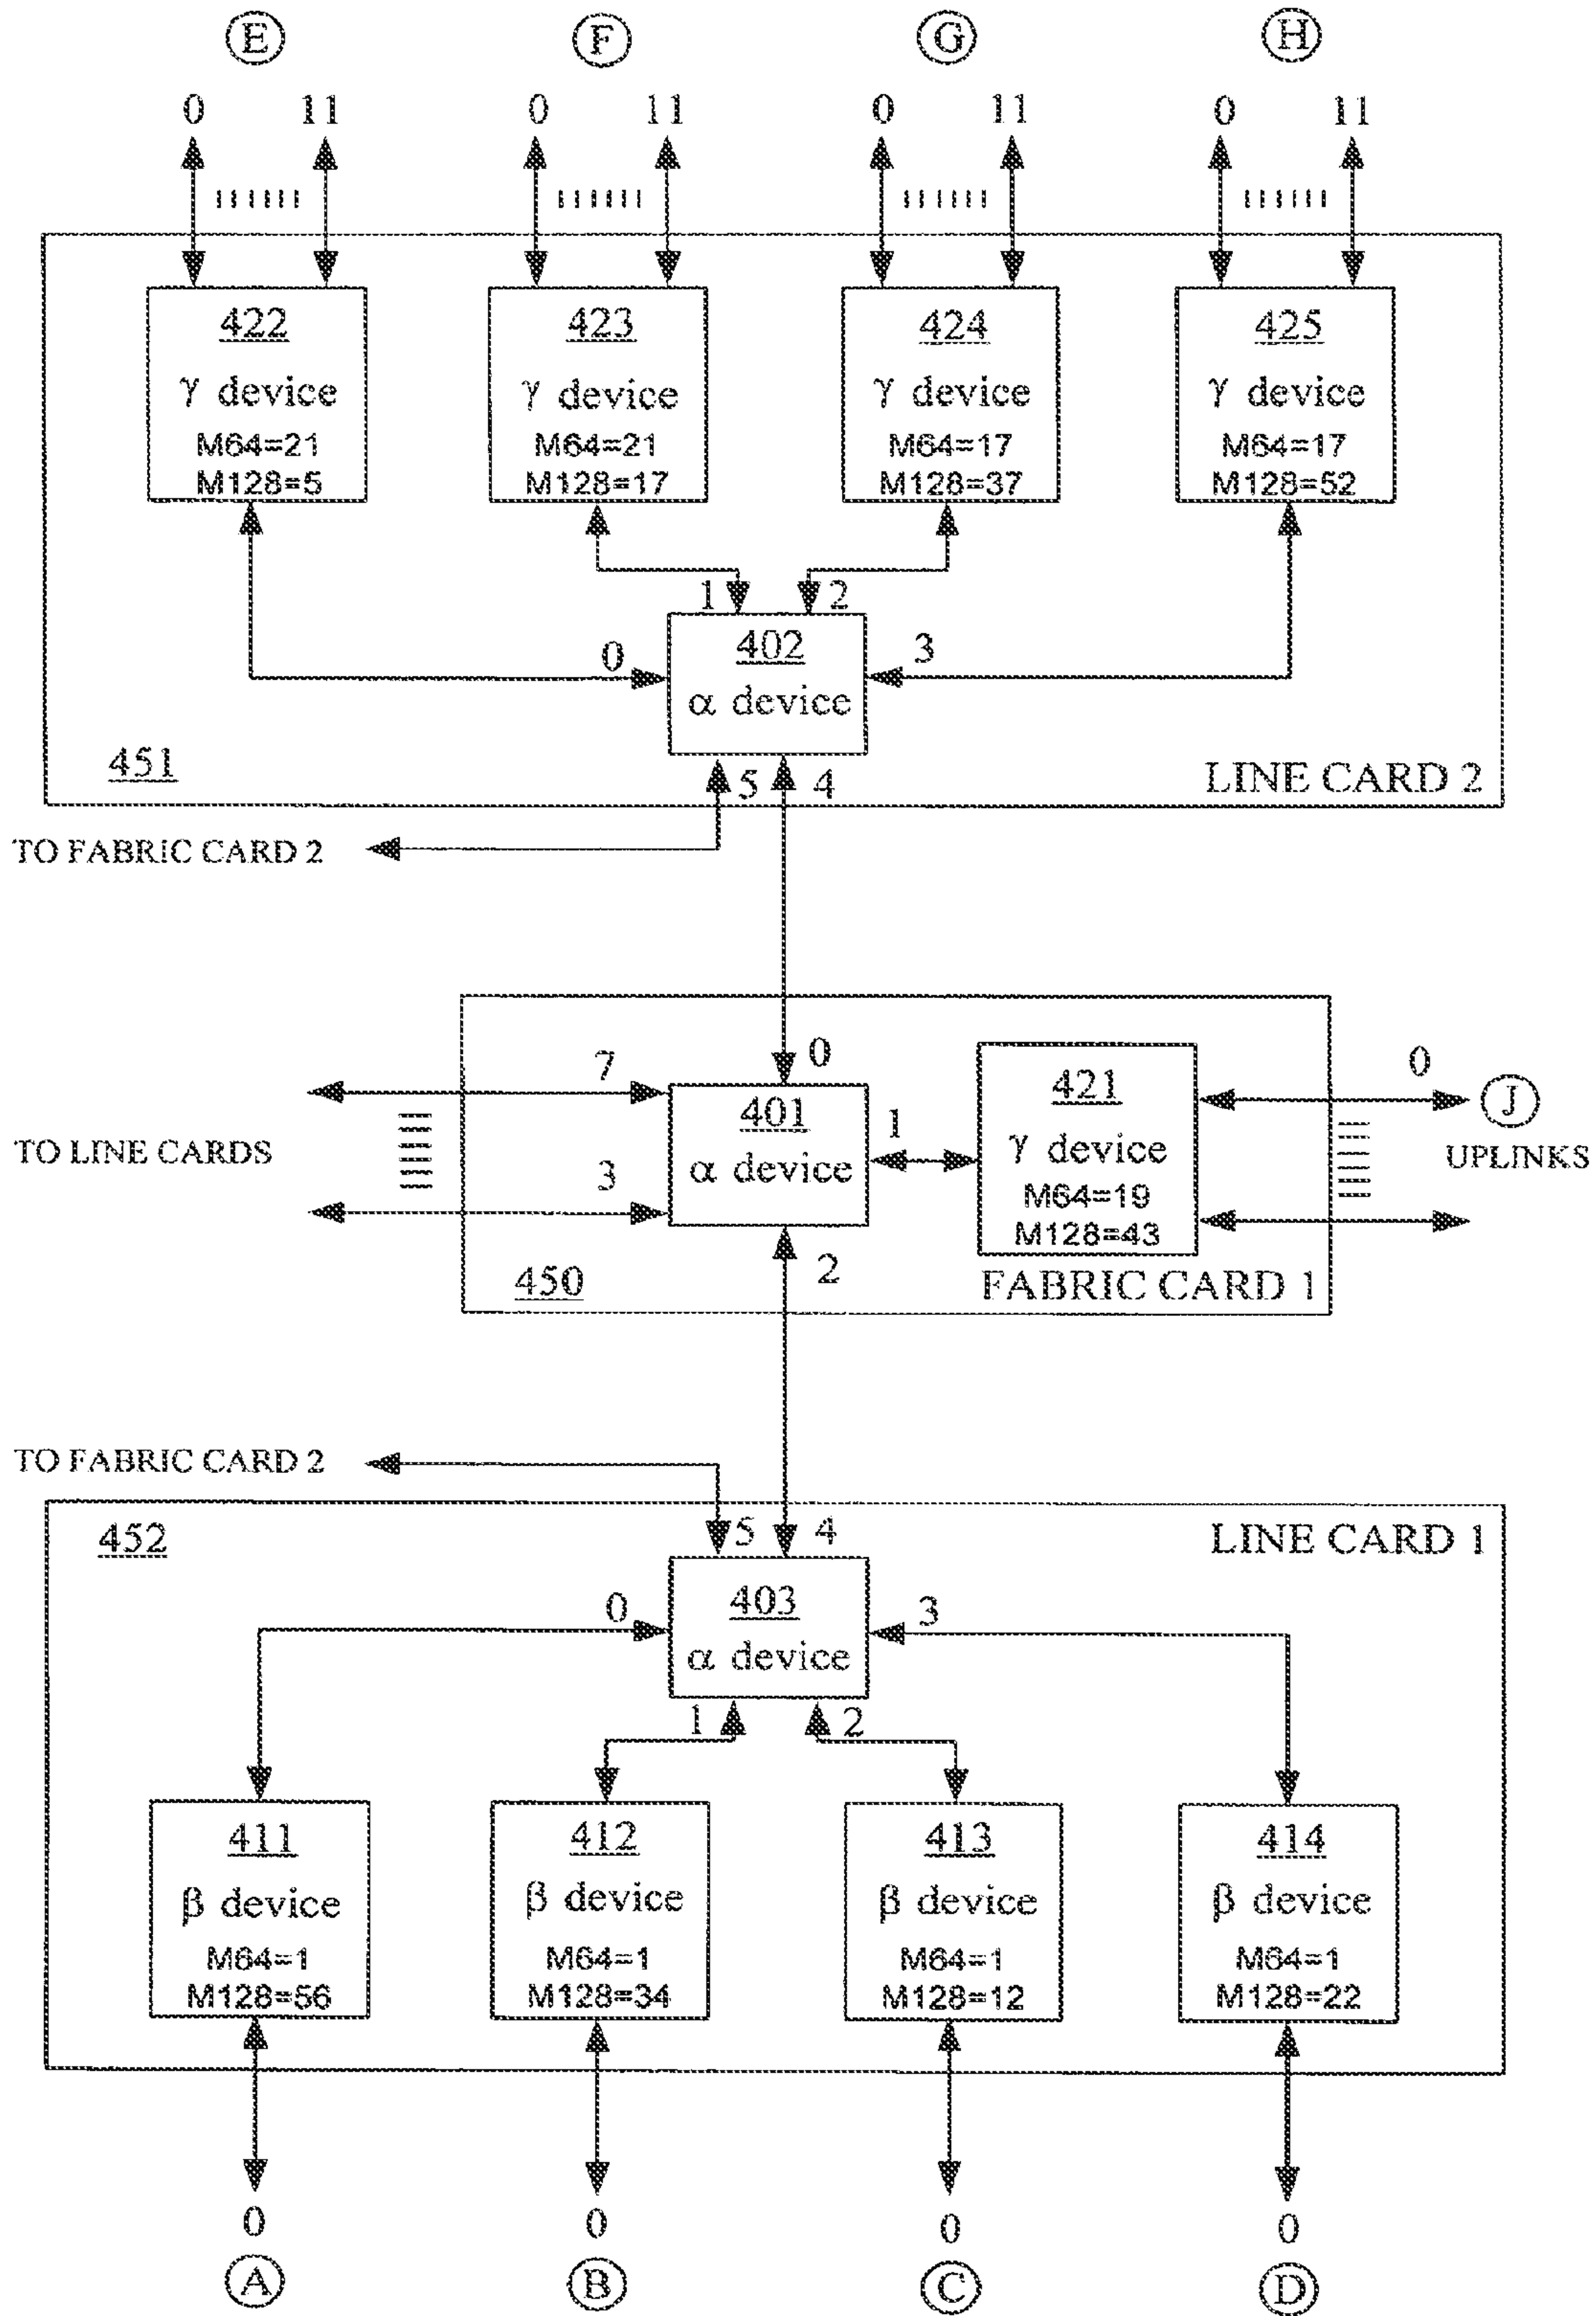 E F G H
0 11 0 11 0 11 0 11
422 423 424 425
γ device γ device γ device γ device
M64=21 M64=21 M64=17 M64=17
M128=5 M128=17 M128=37 M128=52
1 2
0 402 3
α device
451 5 4 LINE CARD 2
TO FABRIC CARD 2
7 0 421 0
401 1 J
TO LINE CARDS α device γ device UPLINKS
3 M64=19
M128=43
450 2 FABRIC CARD 1
TO FABRIC CARD 2
452 5 4 LINE CARD 1
0 403 3
α device
1 2
411 412 413 414
β device β device β device β device
M64=1 M64=1 M64=1 M64=1
M128=56 M128=34 M128=12 M128=22
0 0 0 0
A B C D